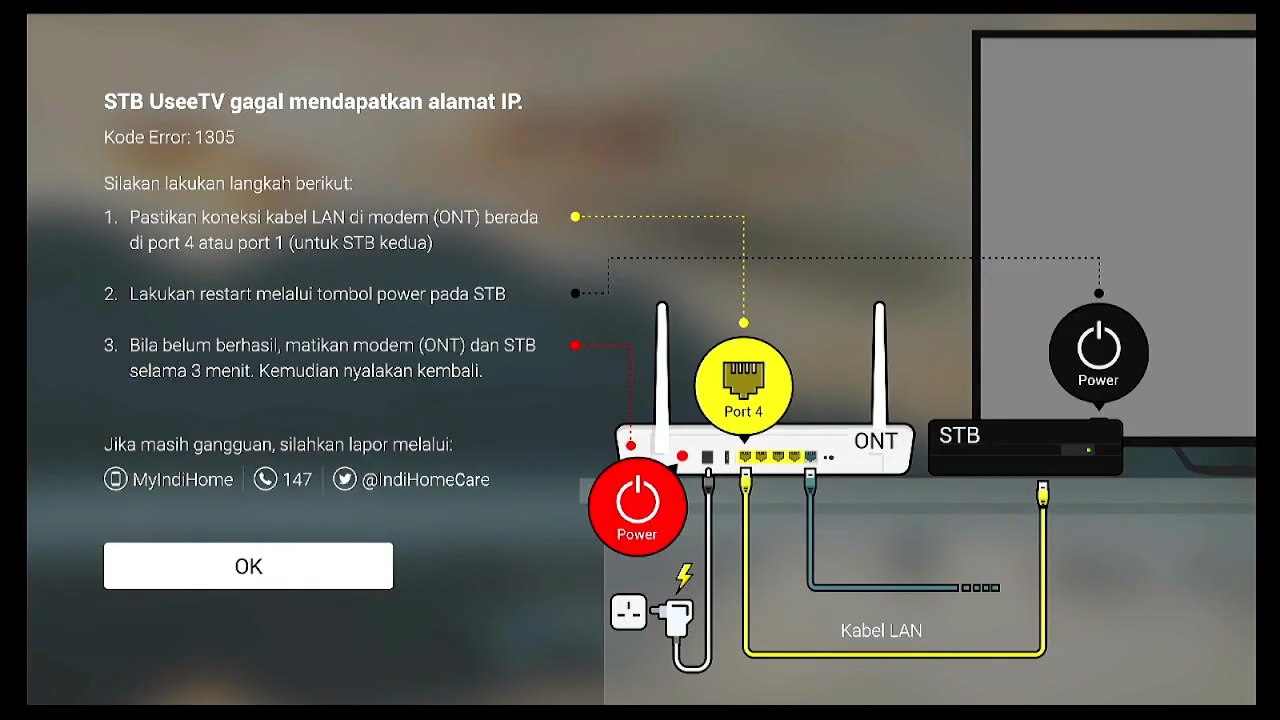 STB UseeTV gagal mendapatkan alamat IP.
Kode Error: 1305
Silakan lakukan langkah berikut:
1. Pastikan koneksi kabel LAN di modem (ONT) berada
di port 4 atau port 1 (untuk STB kedua)
2. Lakukan restart melalui tombol power pada STB
3. Bila belum berhasil, matikan modem (ONT) dan STB
selama 3 menit. Kemudian nyalakan kembali.
Jika masih gangguan, silahkan lapor melalui:
MyIndiHome 147 @IndiHomeCare
OK
Power
Port 4
ONT
STB
Power
Kabel LAN